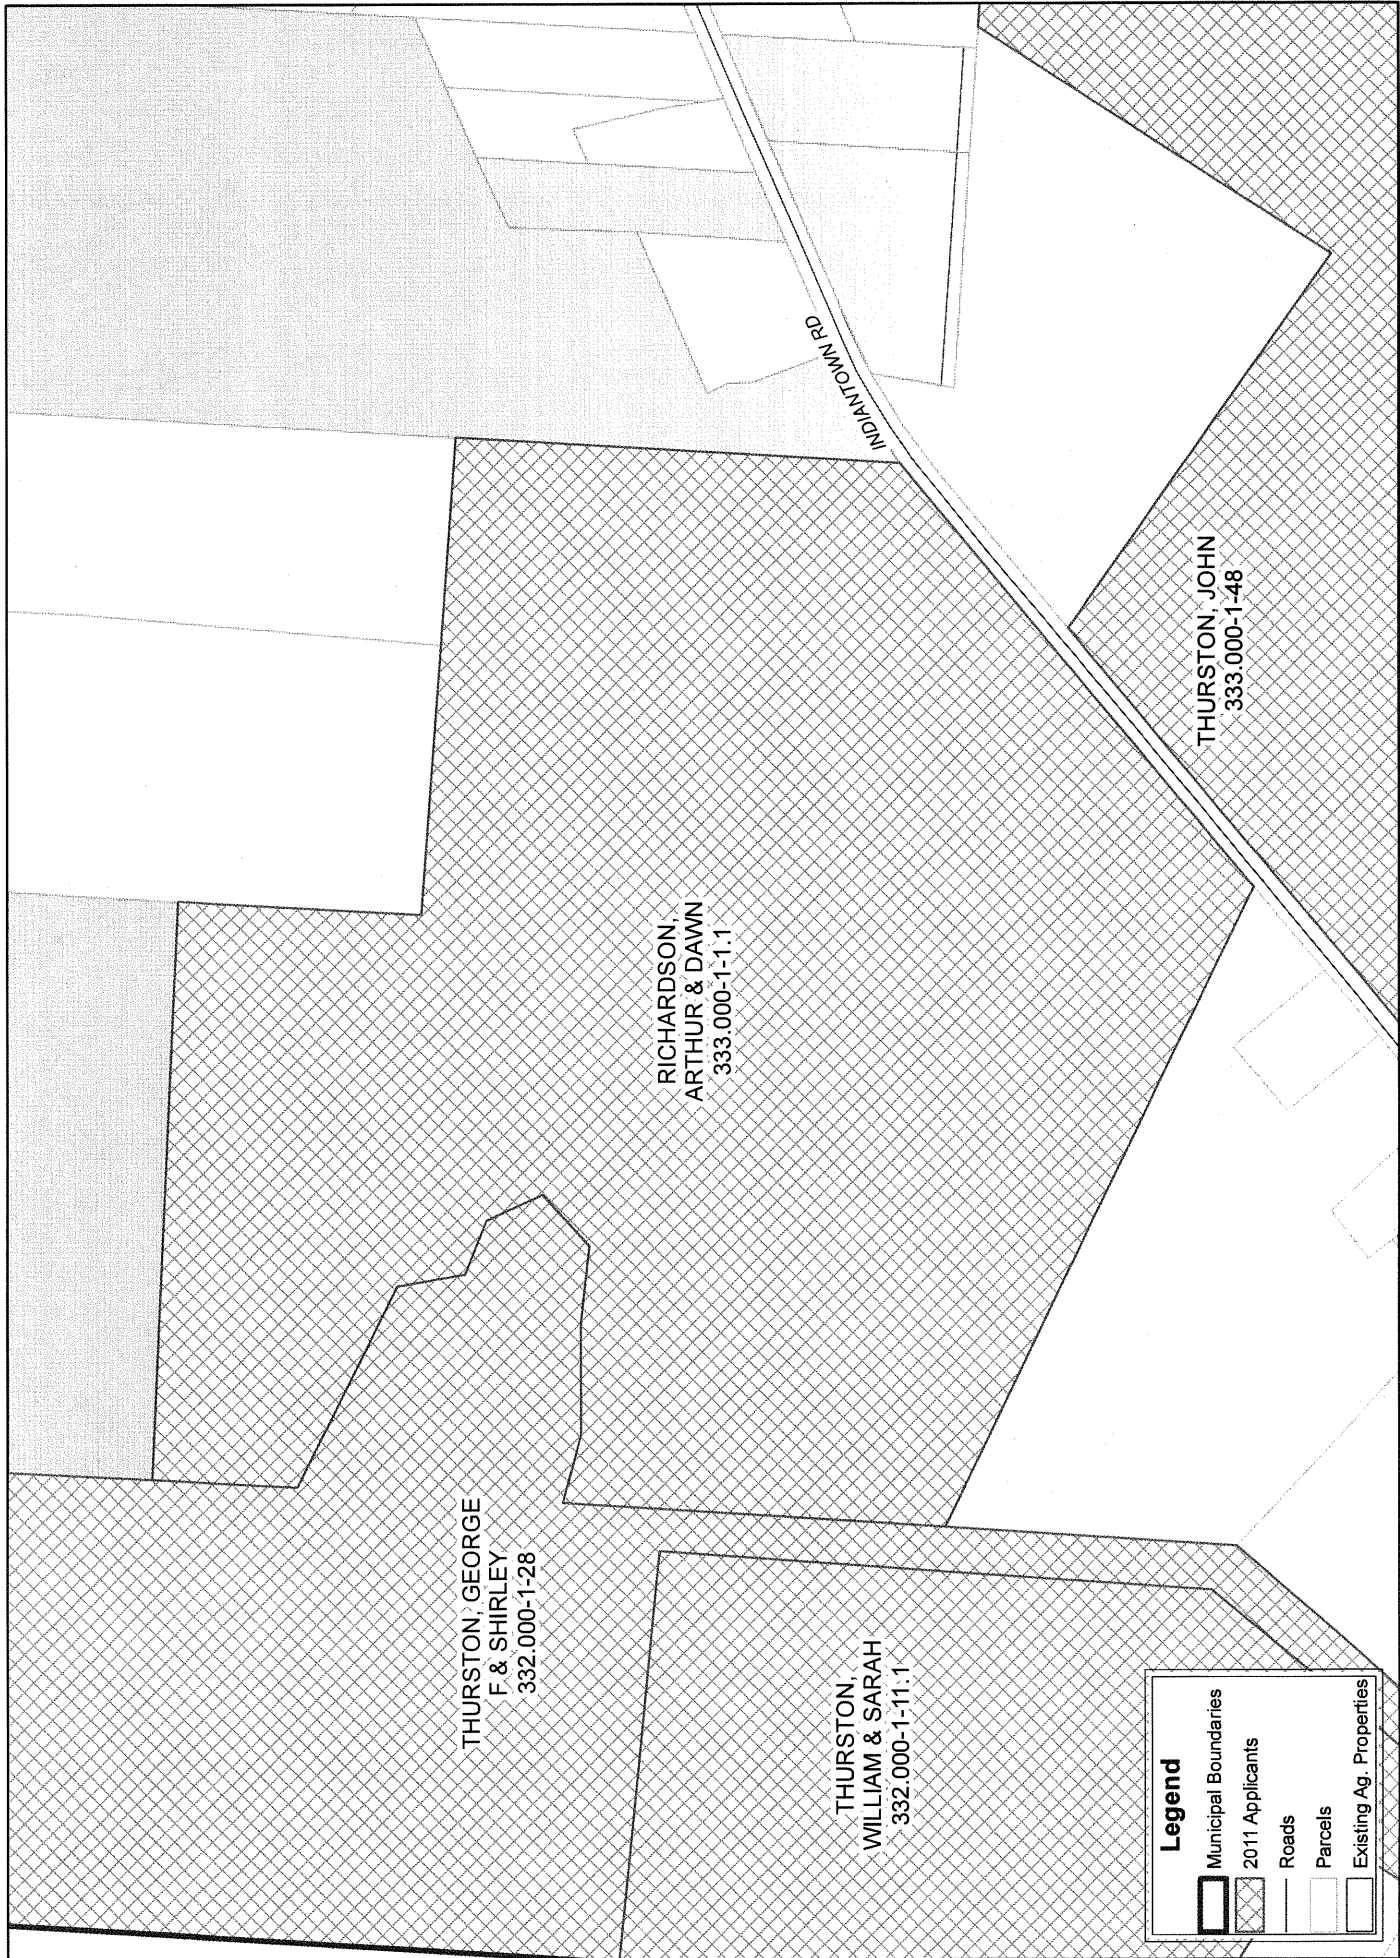 INDIANTOWN RD
THURSTON, GEORGE
F. & SHIRLEY
332.000-1-28
RICHARDSON,
ARTHUR & DAWN
333.000-1-1.1
THURSTON,
WILLIAM & SARAH
332.000-1-11.1
THURSTON, JOHN
333.000-1-48
Legend
Municipal Boundaries
2011 Applicants
Roads
Parcels
Existing Ag. Properties